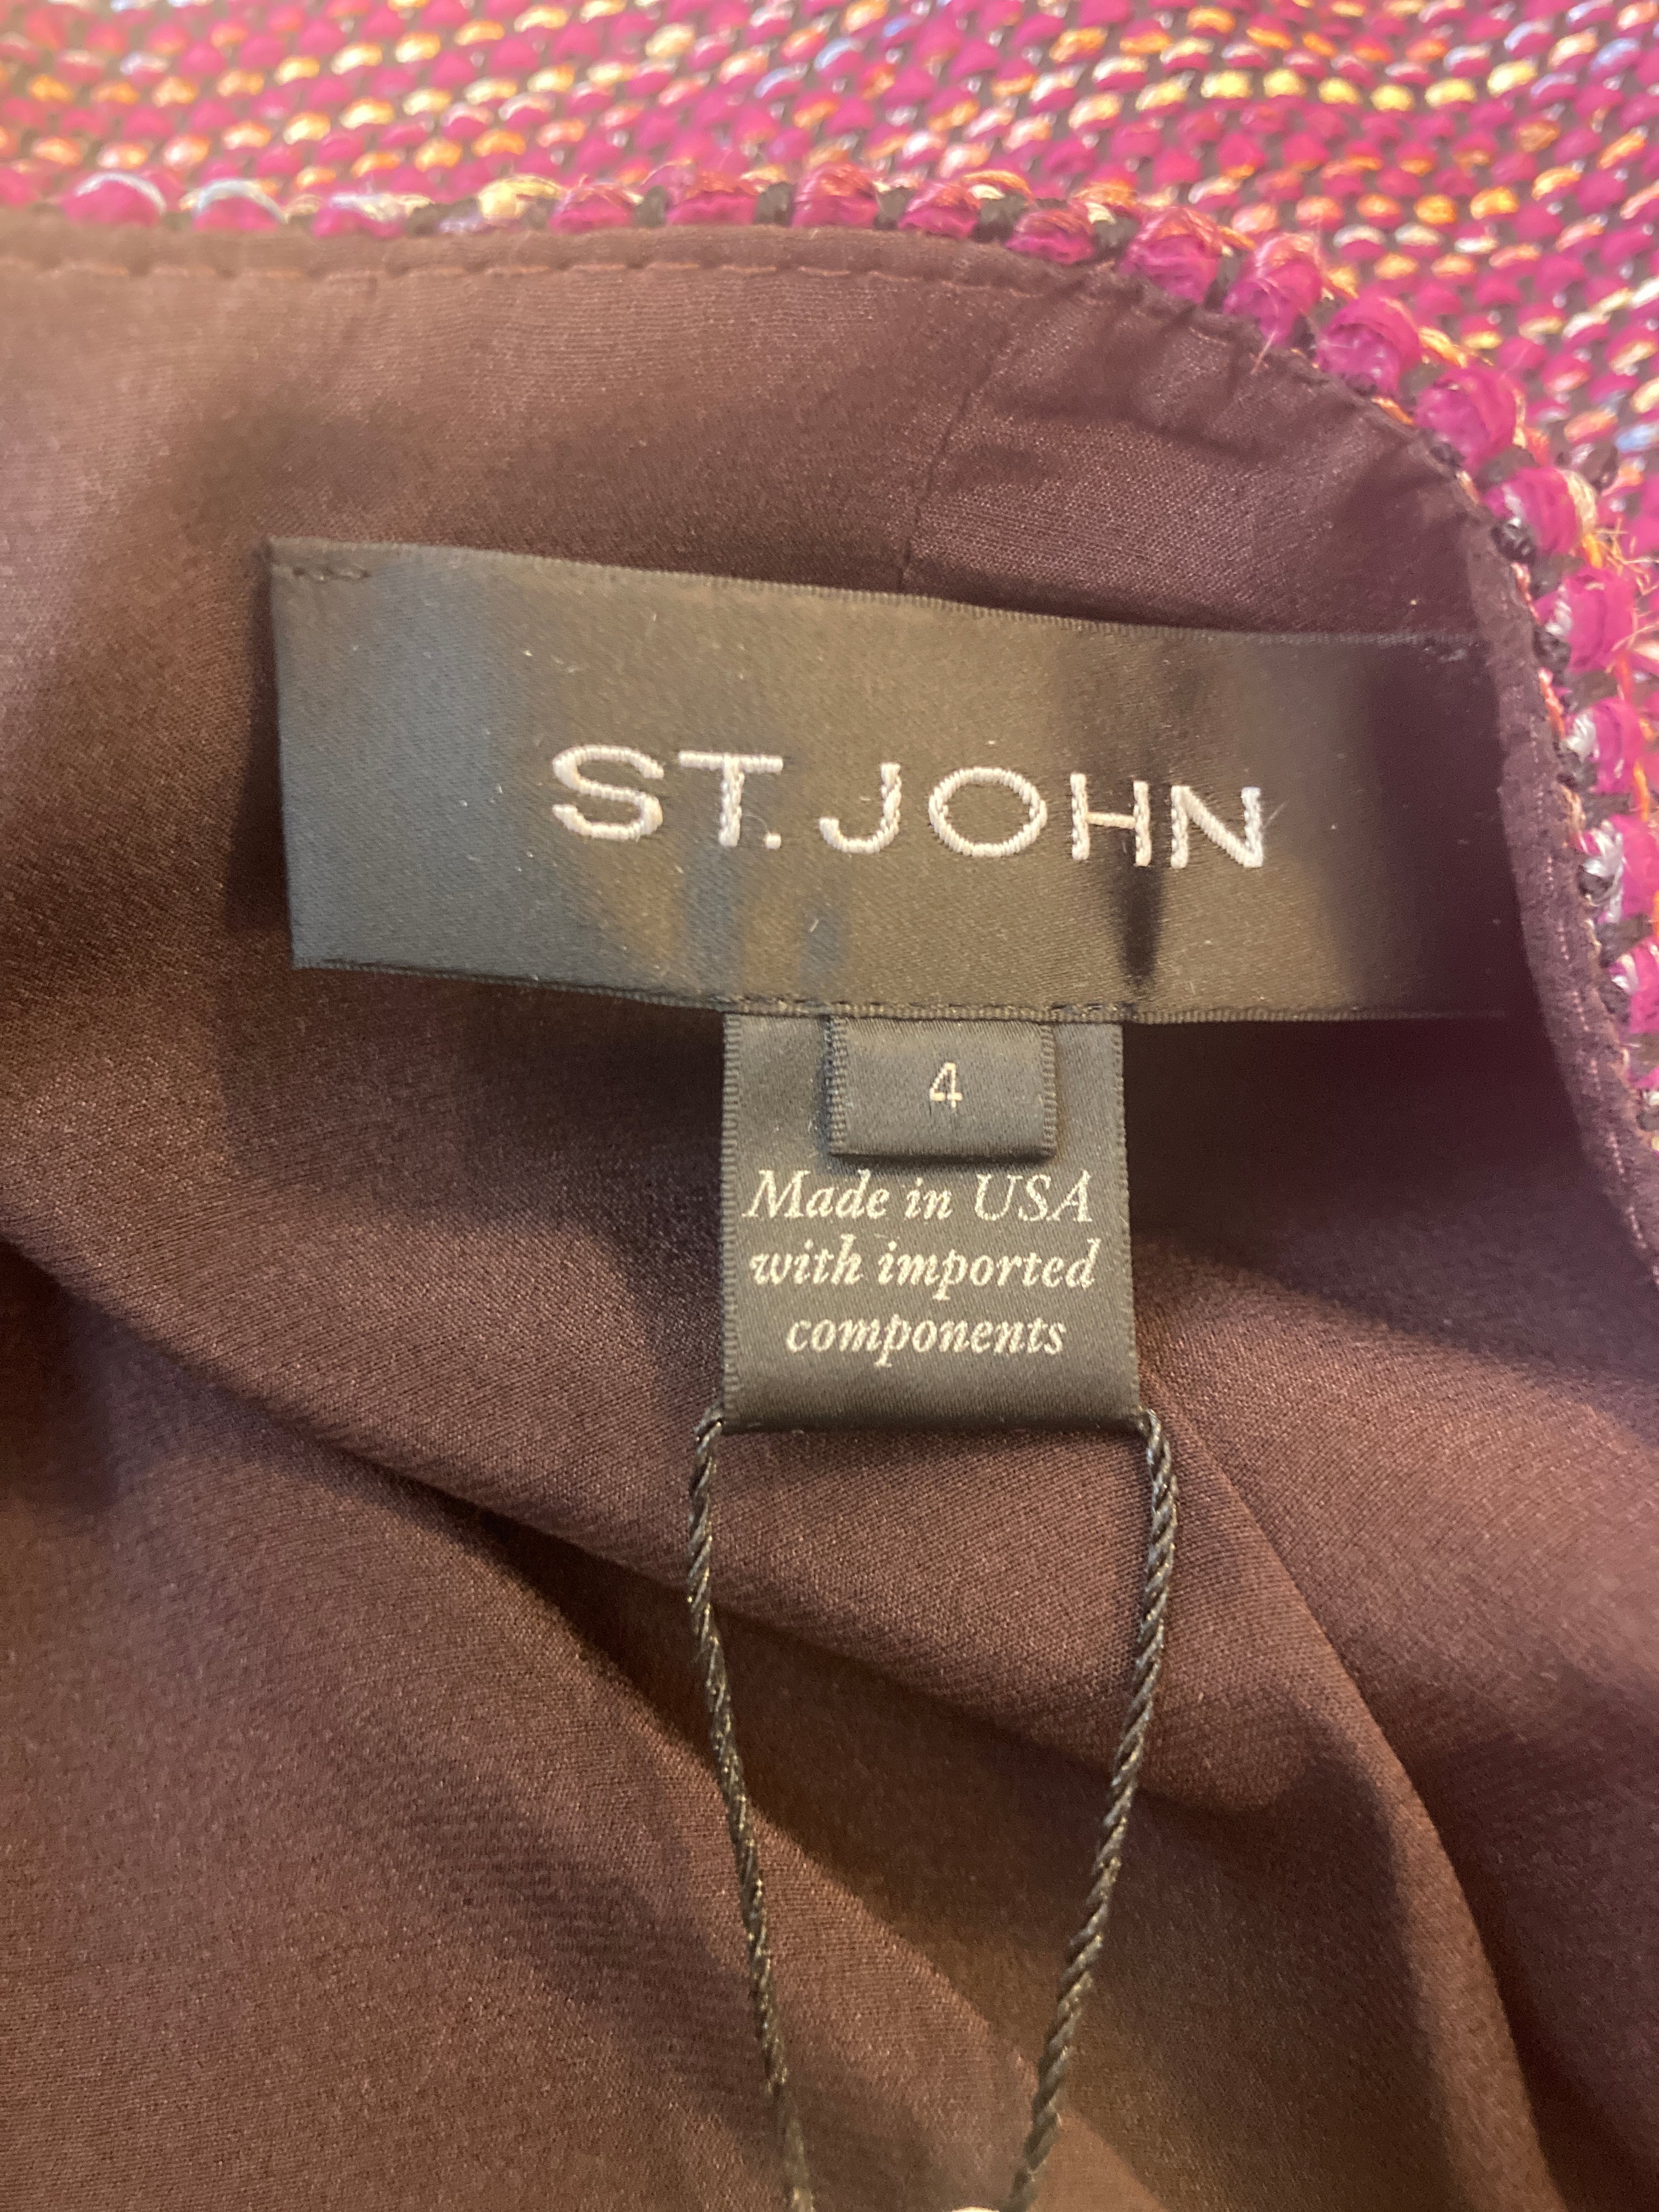 ST. JOHN
4
Made in USA
with imported
components